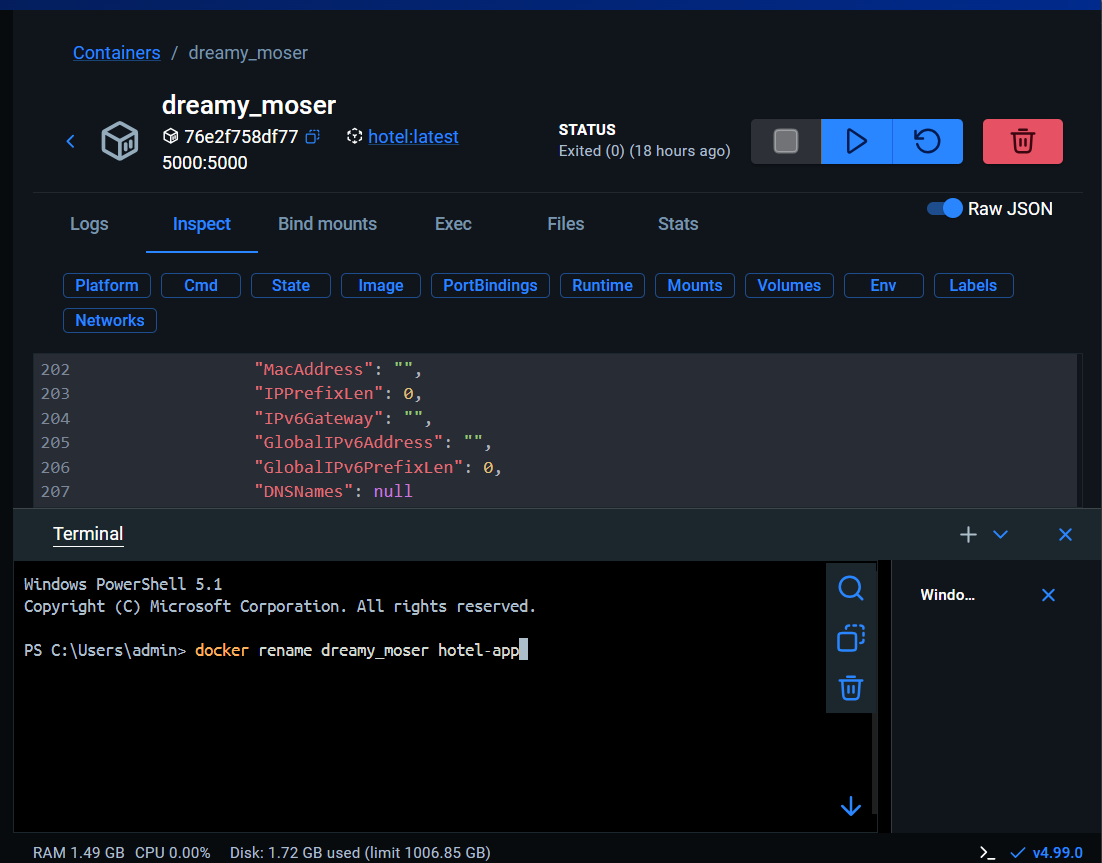 Containers / dreamy_moser
dreamy_moser
76e2f758df77 hotel:latest
5000:5000
STATUS
Exited (0) (18 hours ago)
Logs Inspect Bind mounts Exec Files Stats
Raw JSON
Platform Cmd State Image PortBindings Runtime Mounts Volumes Env Labels
Networks
202 "MacAddress": "",
203 "IPPrefixLen": 0,
204 "IPv6Gateway": "",
205 "GlobalIPv6Address": "",
206 "GlobalIPv6PrefixLen": 0,
207 "DNSNames": null
Terminal
Windows PowerShell 5.1
Copyright (C) Microsoft Corporation. All rights reserved.
PS C:\Users\admin> docker rename dreamy_moser hotel-app
Windo...
RAM 1.49 GB CPU 0.00% Disk: 1.72 GB used (limit 1006.85 GB)
v4.99.0